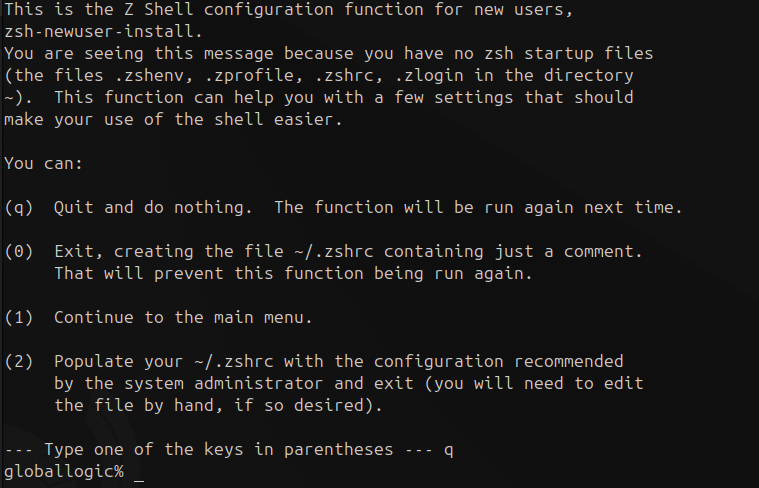 This is the Z Shell configuration function for new users,
zsh-newuser-install.
You are seeing this message because you have no zsh startup files
(the files .zshenv, .zprofile, .zshrc, .zlogin in the directory
~).  This function can help you with a few settings that should
make your use of the shell easier.

You can:

(q)  Quit and do nothing.  The function will be run again next time.

(0)  Exit, creating the file ~/.zshrc containing just a comment.
     That will prevent this function being run again.

(1)  Continue to the main menu.

(2)  Populate your ~/.zshrc with the configuration recommended
     by the system administrator and exit (you will need to edit
     the file by hand, if so desired).

--- Type one of the keys in parentheses --- q
globallogic% _